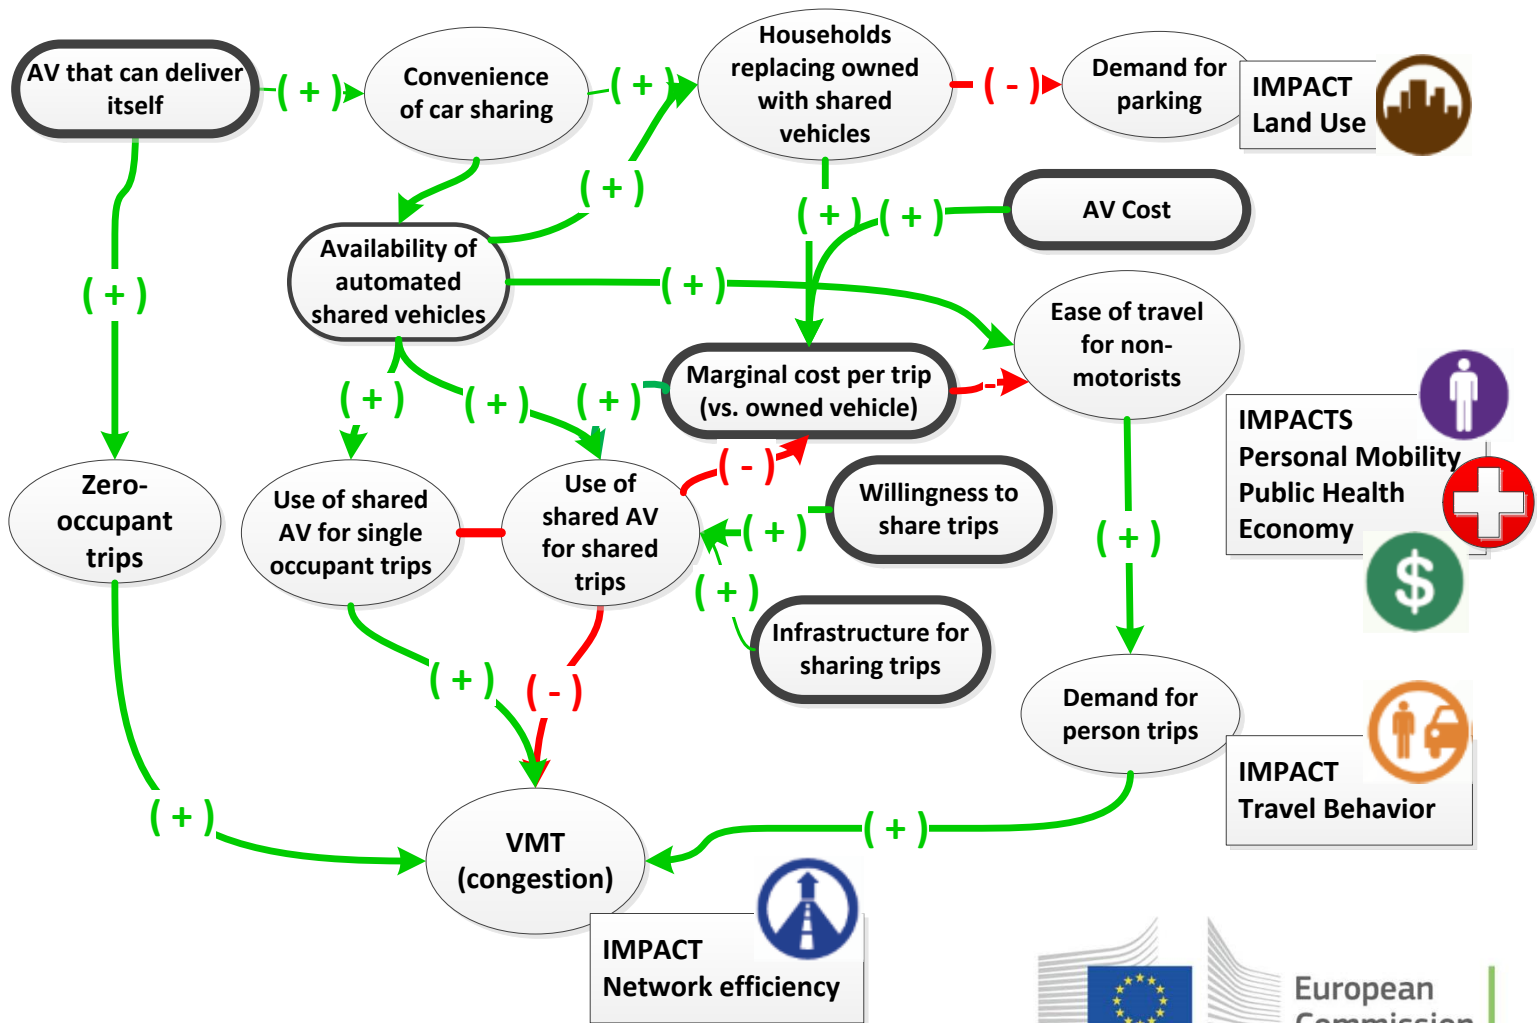 AV that can deliver
itself
( + )
Convenience
of car sharing
( + )
Households
replacing owned
with shared
vehicles
( - )
Demand for
parking
IMPACT
Land Use
( + )
( + )
( + )
AV Cost
Availability of
automated
shared vehicles
( + )
( + )
Ease of travel
for non-
motorists
Marginal cost per trip
(vs. owned vehicle)
-
( + )
( + )
( + )
IMPACTS
Personal Mobility
Public Health
Economy
( - )
Zero-
occupant
trips
Use of shared
AV for single
occupant trips
Use of
shared AV
for shared
trips
Willingness to
share trips
( + )
( + )
( + )
Infrastructure for
sharing trips
$
( + )
( - )
Demand for
person trips
IMPACT
Travel Behavior
( + )
( + )
VMT
(congestion)
IMPACT
Network efficiency
European
Commission